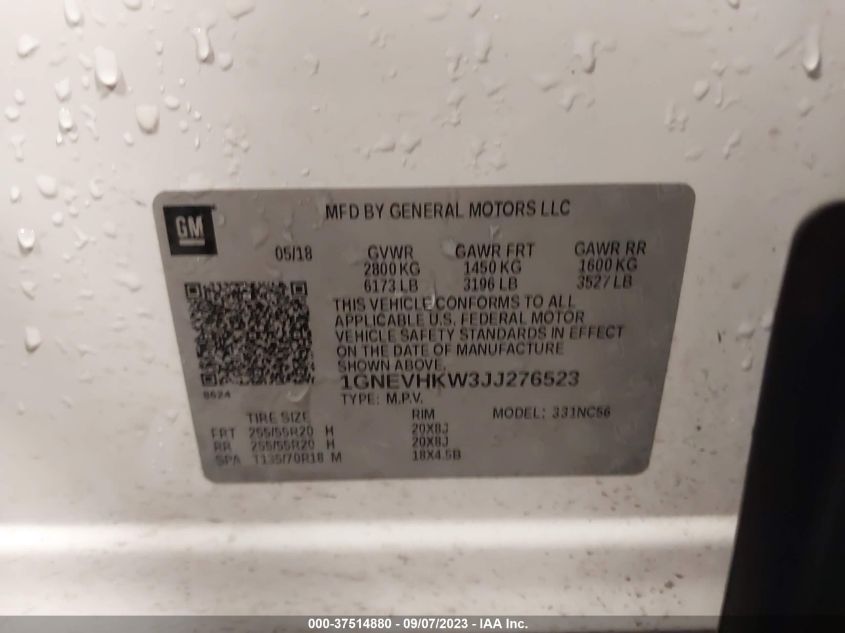 GM
MFD BY GENERAL MOTORS LLC
05/18 GVWR GAWR FRT GAWR RR
2800 KG 1450 KG 1600 KG
6173 LB 3196 LB 3527 LB
THIS VEHICLE CONFORMS TO ALL
APPLICABLE U.S. FEDERAL MOTOR
VEHICLE SAFETY STANDARDS IN EFFECT
ON THE DATE OF MANUFACTURE
SHOWN ABOVE.
1GNEVHKW3JJ276523
8624
TYPE: M.P.V.
TIRE SIZE RIM MODEL: 331NC56
FRT 255/55R20 H 20X8J
RR 255/55R20 H 20X8J
SPA T135/70R18 M 18X4.5B
000-37514880 - 09/07/2023 - IAA Inc.